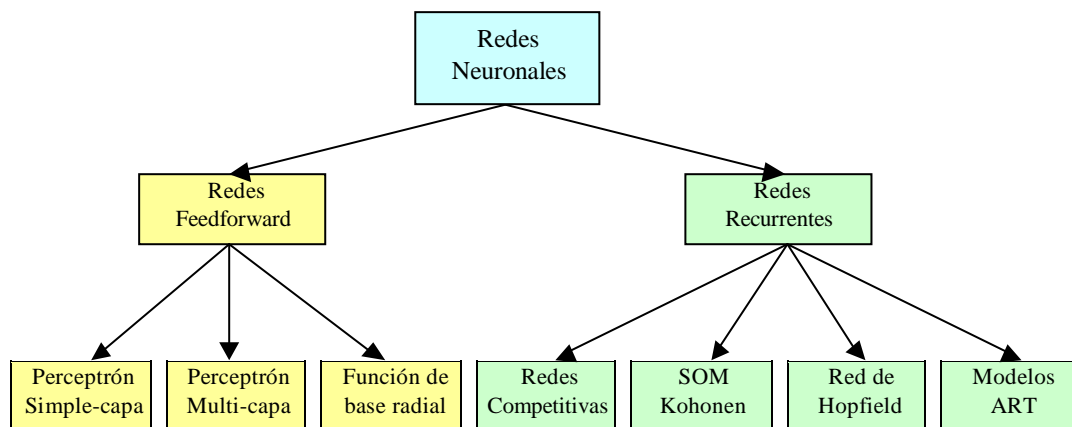 Redes
Neuronales
Redes
Feedforward
Redes
Recurrentes
Perceptrón
Simple-capa
Perceptrón
Multi-capa
Función de
base radial
Redes
Competitivas
SOM
Kohonen
Red de
Hopfield
Modelos
ART